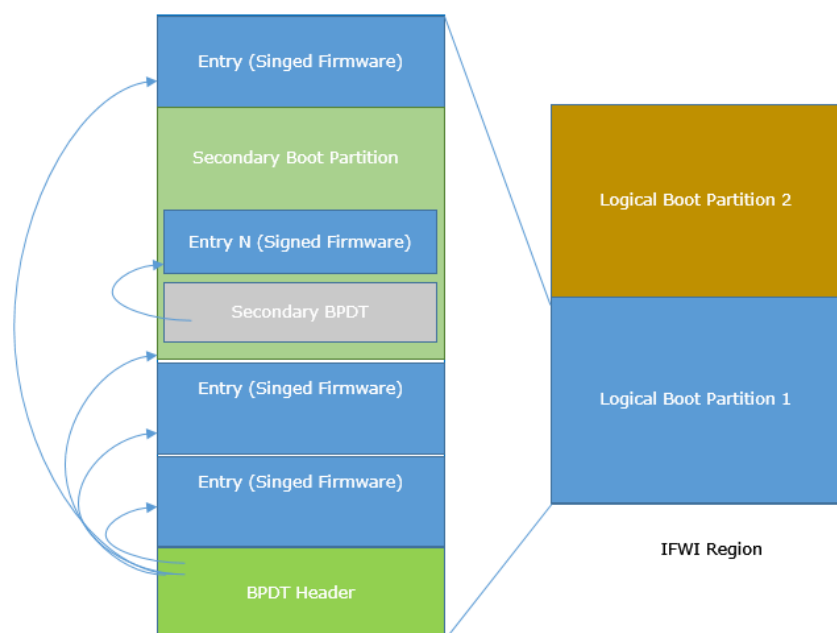 Entry (Singed Firmware)
Secondary Boot Partition
Entry N (Signed Firmware)
Secondary BPDT
Entry (Singed Firmware)
Entry (Singed Firmware)
BPDT Header
Logical Boot Partition 2
Logical Boot Partition 1
IFWI Region